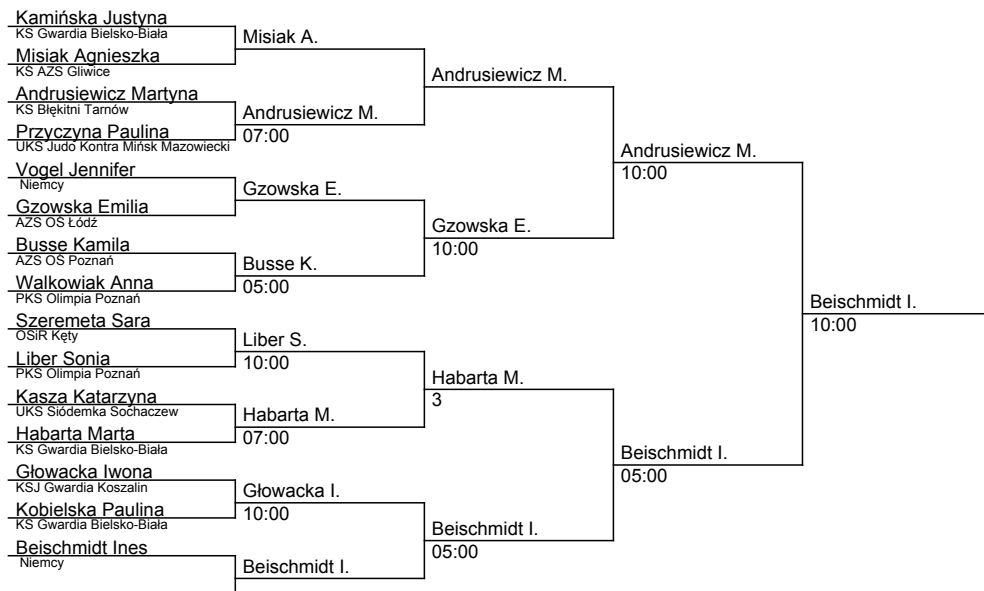 Kamińska Justyna
KS Gwardia Bielsko-Biała
Misiak A.
Misiak Agnieszka
KS AZS Gliwice
Andrusiewicz M.
Andrusiewicz Martyna
KS Błękitni Tarnów
Andrusiewicz M.
07:00
Przyczyna Paulina
UKS Judo Kontra Mińsk Mazowiecki
Andrusiewicz M.
10:00
Vogel Jennifer
Niemcy
Gzowska E.
Gzowska Emilia
AZS OŚ Łódź
Gzowska E.
10:00
Busse Kamila
AZS OŚ Poznań
Busse K.
05:00
Walkowiak Anna
PKS Olimpia Poznań
Beischmidt I.
10:00
Szeremeta Sara
OSiR Kęty
Liber S.
10:00
Liber Sonia
PKS Olimpia Poznań
Habarta M.
3
Kasza Katarzyna
UKS Siódemka Sochaczew
Habarta M.
07:00
Habarta Marta
KS Gwardia Bielsko-Biała
Beischmidt I.
05:00
Głowacka Iwona
KSJ Gwardia Koszalin
Głowacka I.
10:00
Kobielska Paulina
KS Gwardia Bielsko-Biała
Beischmidt I.
05:00
Beischmidt Ines
Niemcy
Beischmidt I.